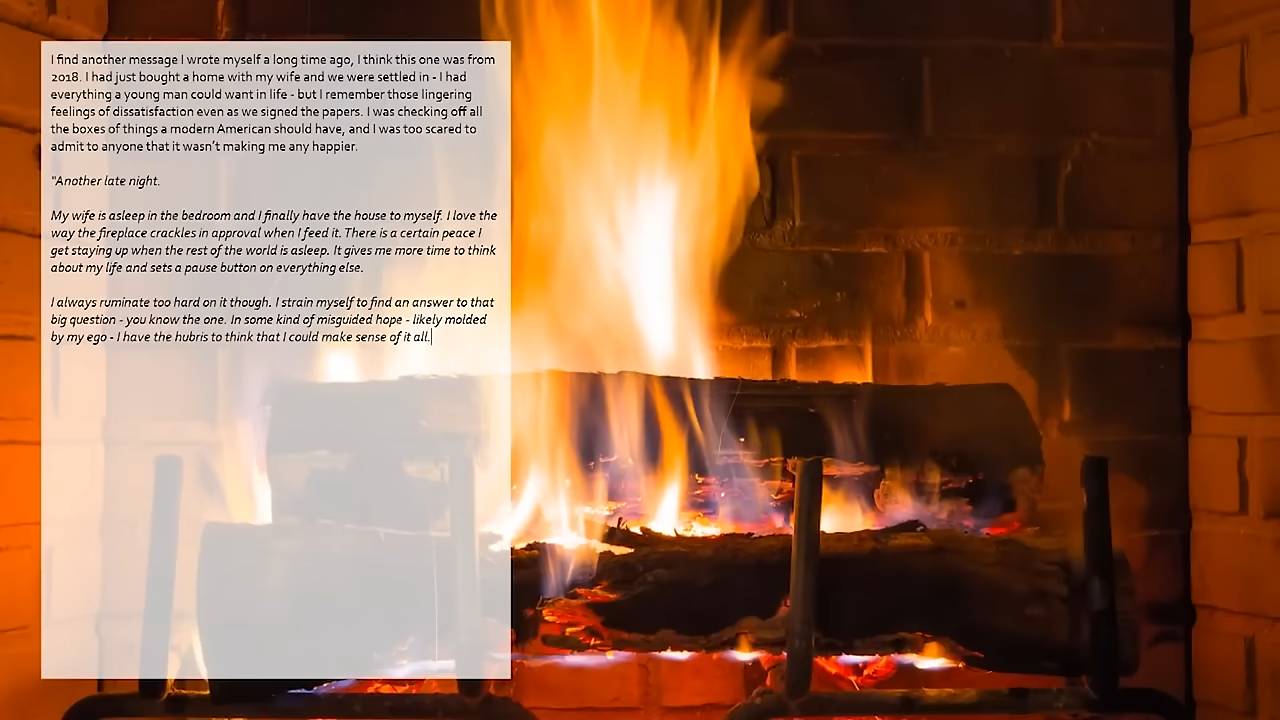 I find another message I wrote myself a long time ago, I think this one was from
2018. I had just bought a home with my wife and we were settled in - I had
everything a young man could want in life - but I remember those lingering
feelings of dissatisfaction even as we signed the papers. I was checking off all
the boxes of things a modern American should have, and I was too scared to
admit to anyone that it wasn't making me any happier.
"Another late night.
My wife is asleep in the bedroom and I finally have the house to myself. I love the
way the fireplace crackles in approval when I feed it. There is a certain peace I
get staying up when the rest of the world is asleep. It gives me more time to think
about my life and sets a pause button on everything else.
I always ruminate too hard on it though. I strain myself to find an answer to that
big question - you know the one. In some kind of misguided hope - likely molded
by my ego - I have the hubris to think that I could make sense of it all.